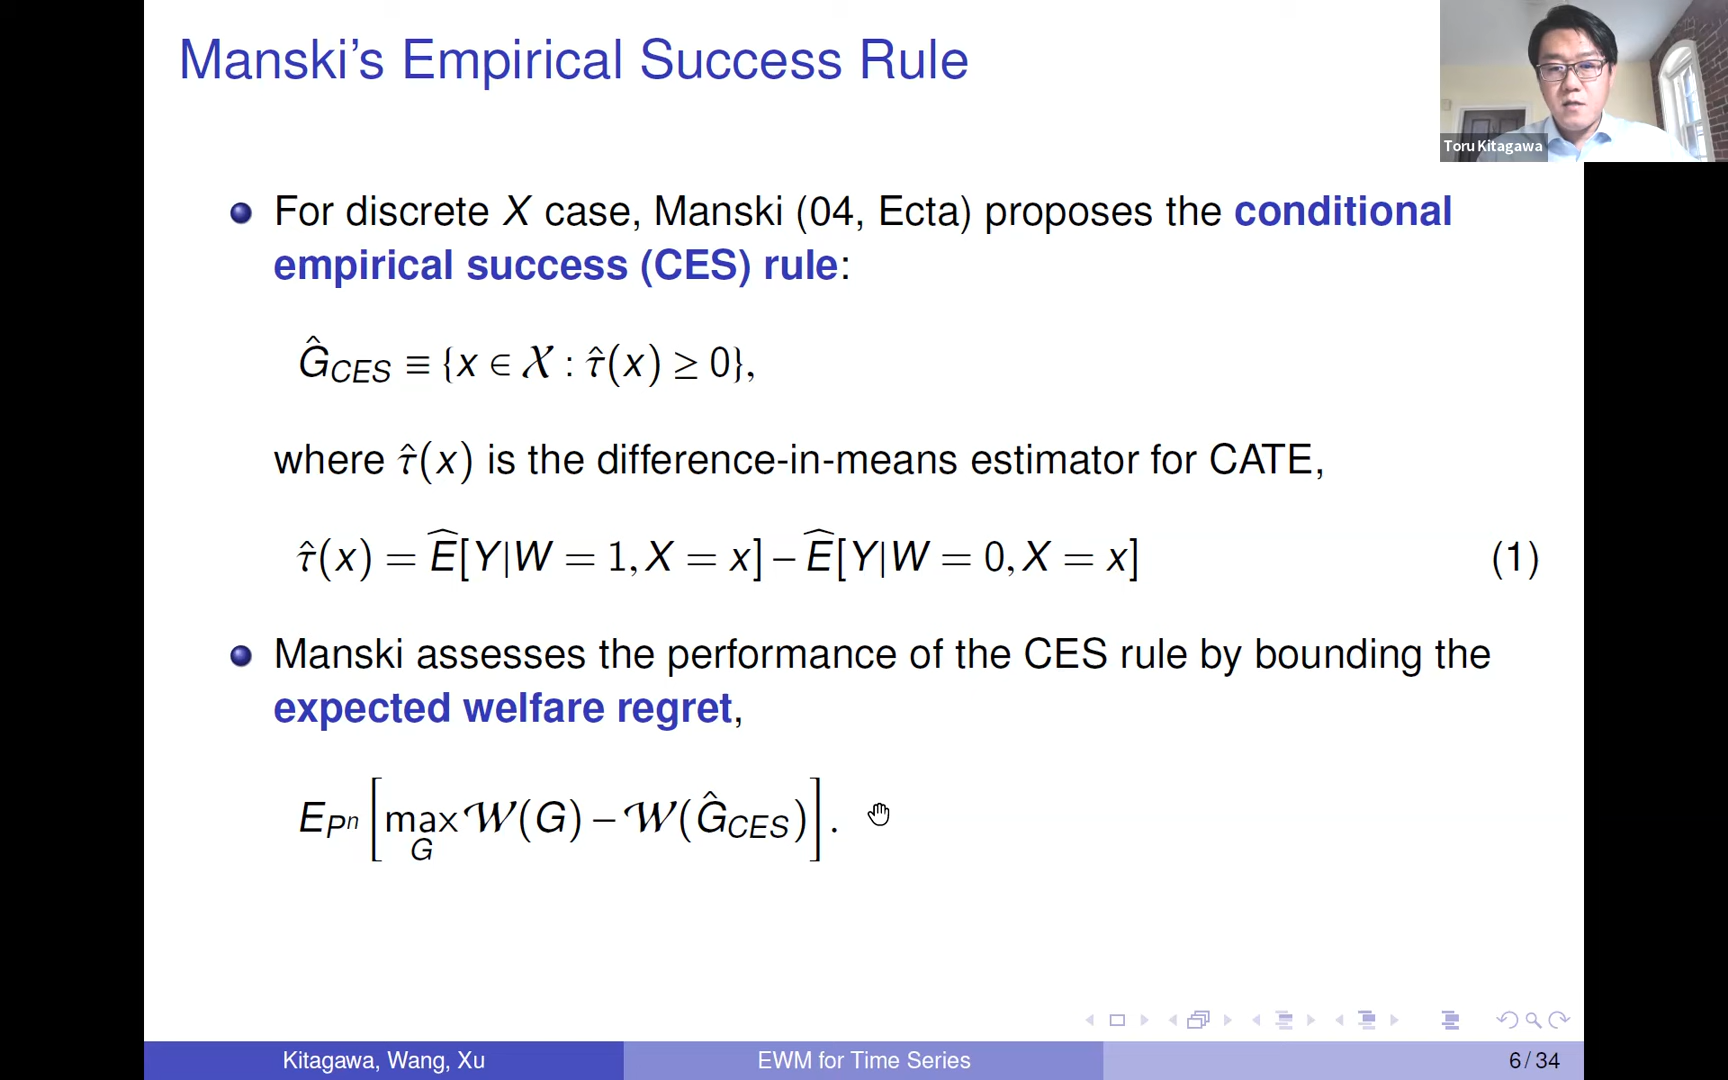 Manski's Empirical Success Rule
Toru Kitagawa
For discrete X case, Manski (04, Ecta) proposes the conditional
empirical success (CES) rule:
Ĝ_CES ≡ {x ∈ 𝒳 : τ̂(x) ≥ 0},
where τ̂(x) is the difference-in-means estimator for CATE,
τ̂(x) = Ê[Y|W = 1, X = x] – Ê[Y|W = 0, X = x] (1)
Manski assesses the performance of the CES rule by bounding the
expected welfare regret,
E_{P^n} [max_G 𝒲(G) – 𝒲(Ĝ_CES)].
Kitagawa, Wang, Xu EWM for Time Series 6 / 34